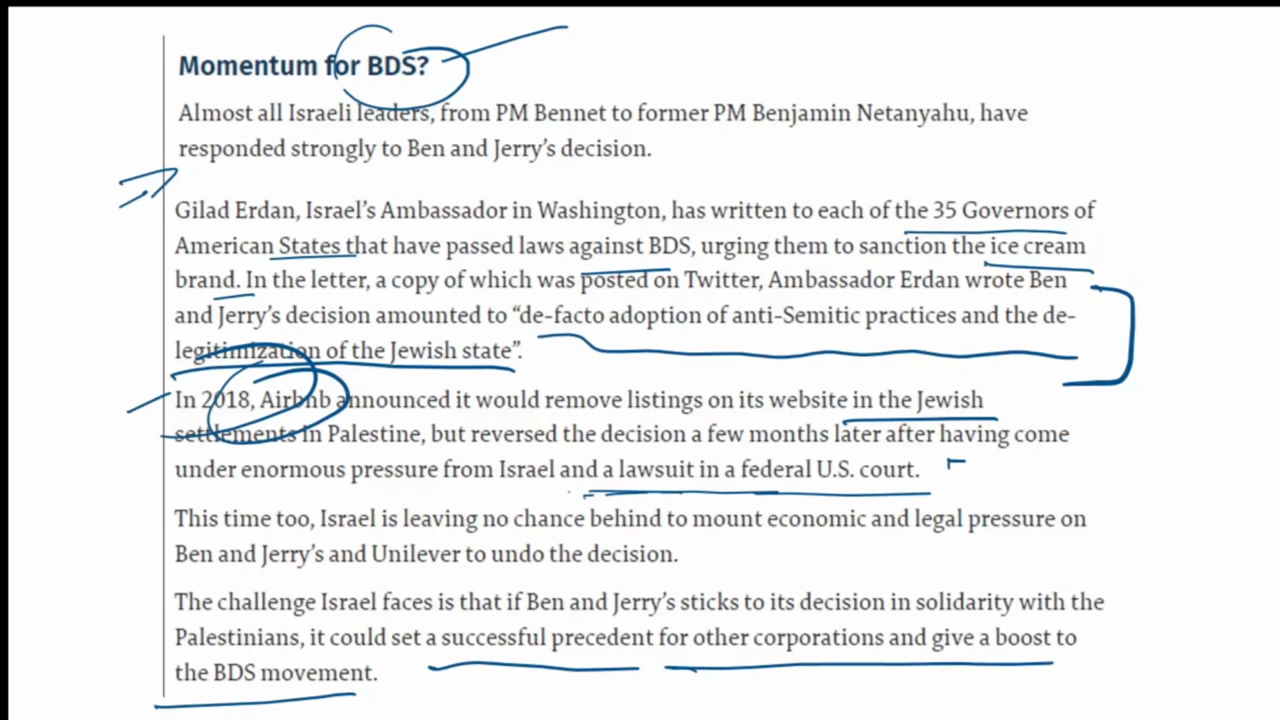 Momentum for BDS?
Almost all Israeli leaders, from PM Bennet to former PM Benjamin Netanyahu, have
responded strongly to Ben and Jerry’s decision.
Gilad Erdan, Israel’s Ambassador in Washington, has written to each of the 35 Governors of
American States that have passed laws against BDS, urging them to sanction the ice cream
brand. In the letter, a copy of which was posted on Twitter, Ambassador Erdan wrote Ben
and Jerry’s decision amounted to “de-facto adoption of anti-Semitic practices and the de-
legitimization of the Jewish state”.
In 2018, Airbnb announced it would remove listings on its website in the Jewish
settlements in Palestine, but reversed the decision a few months later after having come
under enormous pressure from Israel and a lawsuit in a federal U.S. court.
This time too, Israel is leaving no chance behind to mount economic and legal pressure on
Ben and Jerry’s and Unilever to undo the decision.
The challenge Israel faces is that if Ben and Jerry’s sticks to its decision in solidarity with the
Palestinians, it could set a successful precedent for other corporations and give a boost to
the BDS movement.